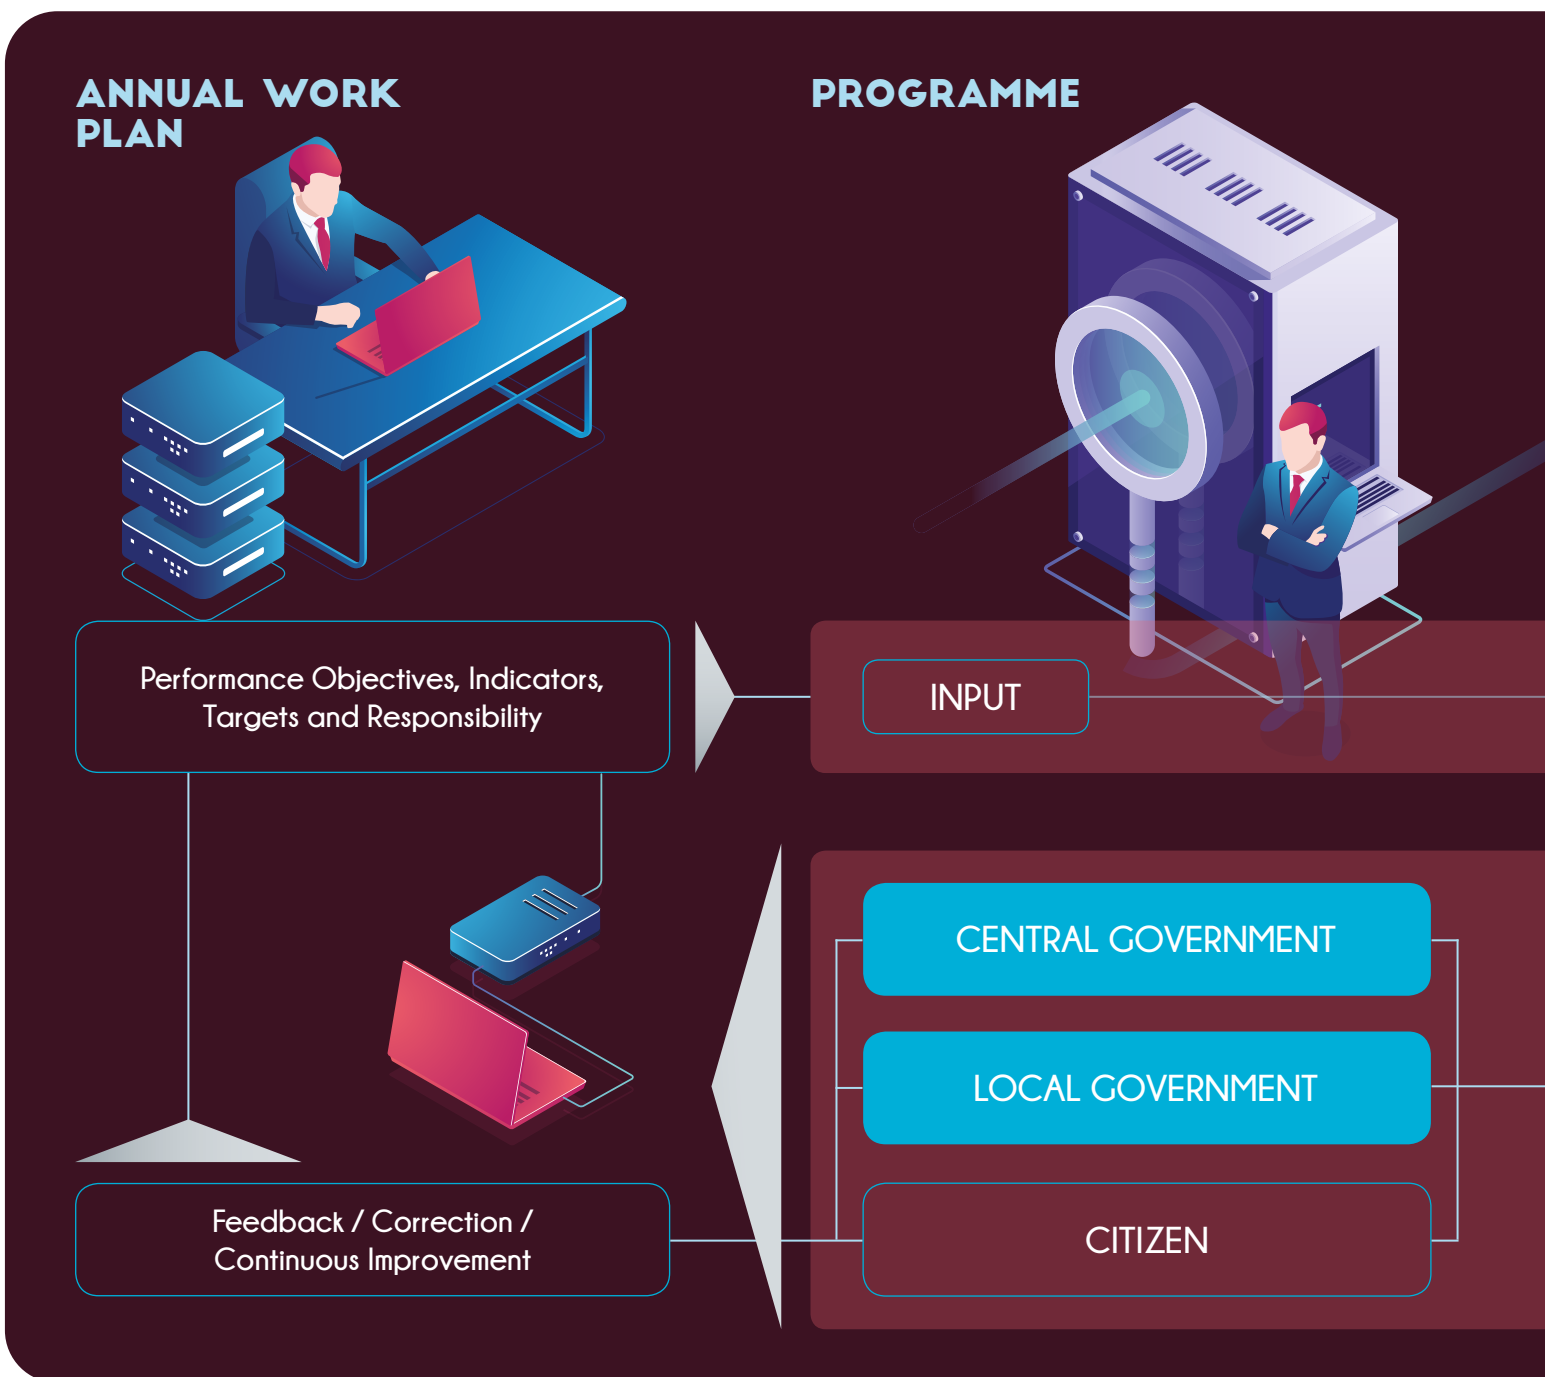 ANNUAL WORK
PLAN
PROGRAMME
Performance Objectives, Indicators,
Targets and Responsibility
INPUT
CENTRAL GOVERNMENT
LOCAL GOVERNMENT
CITIZEN
Feedback / Correction /
Continuous Improvement